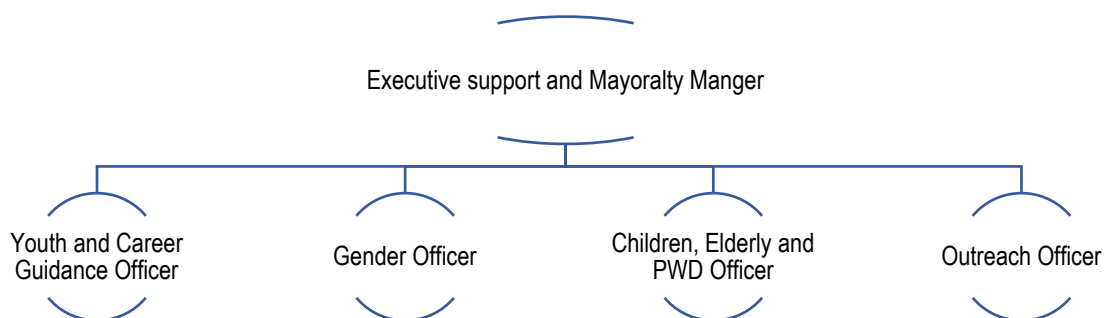 Executive support and Mayoralty Manger
Youth and Career
Guidance Officer
Gender Officer
Children, Elderly and
PWD Officer
Outreach Officer